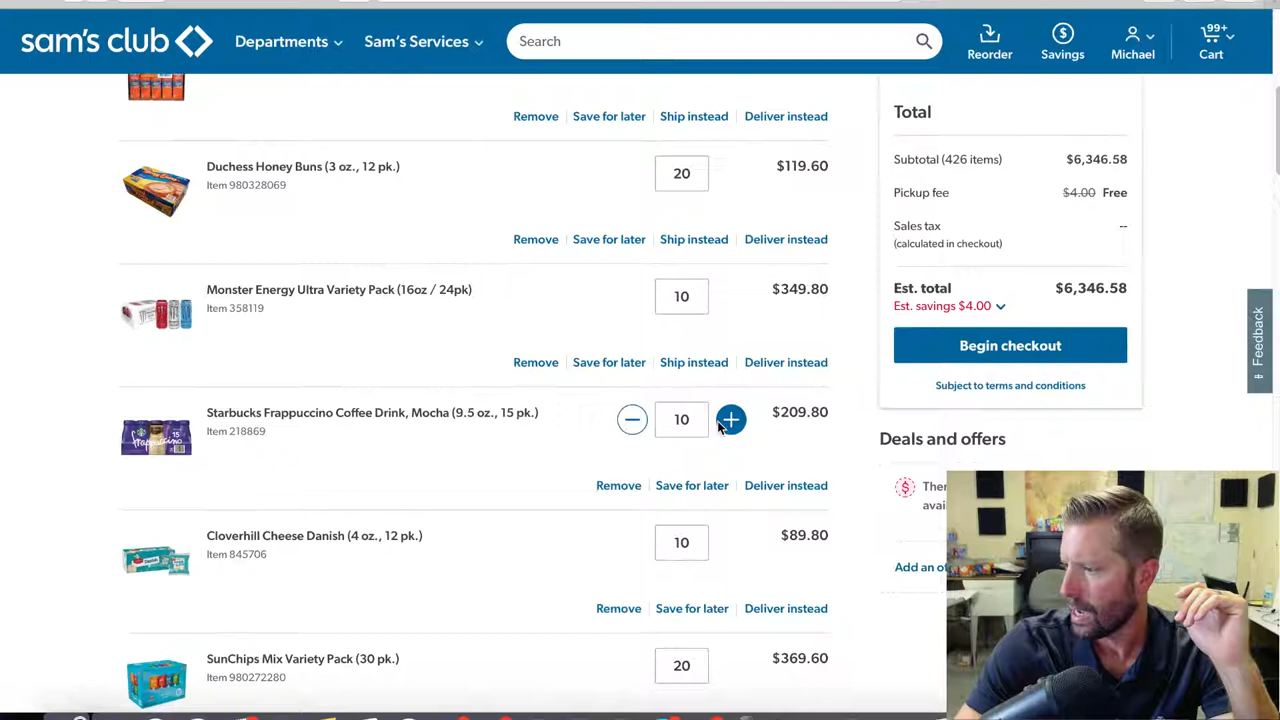 sam's club
Departments
Sam's Services
Search
Reorder
Savings
Michael
99+
Cart
Remove
Save for later
Ship instead
Deliver instead
Duchess Honey Buns (3 oz., 12 pk.)
Item 980328069
20
$119.60
Remove
Save for later
Ship instead
Deliver instead
Monster Energy Ultra Variety Pack (16oz / 24pk)
Item 358119
10
$349.80
Remove
Save for later
Ship instead
Deliver instead
Starbucks Frappuccino Coffee Drink, Mocha (9.5 oz., 15 pk.)
Item 218869
10
$209.80
Remove
Save for later
Deliver instead
Cloverhill Cheese Danish (4 oz., 12 pk.)
Item 845706
10
$89.80
Remove
Save for later
Deliver instead
SunChips Mix Variety Pack (30 pk.)
Item 980272280
20
$369.60
Total
Subtotal (426 items) $6,346.58
Pickup fee $4.00 Free
Sales tax --
(calculated in checkout)
Est. total $6,346.58
Est. savings $4.00
Begin checkout
Subject to terms and conditions
Deals and offers
Add an
Feedback